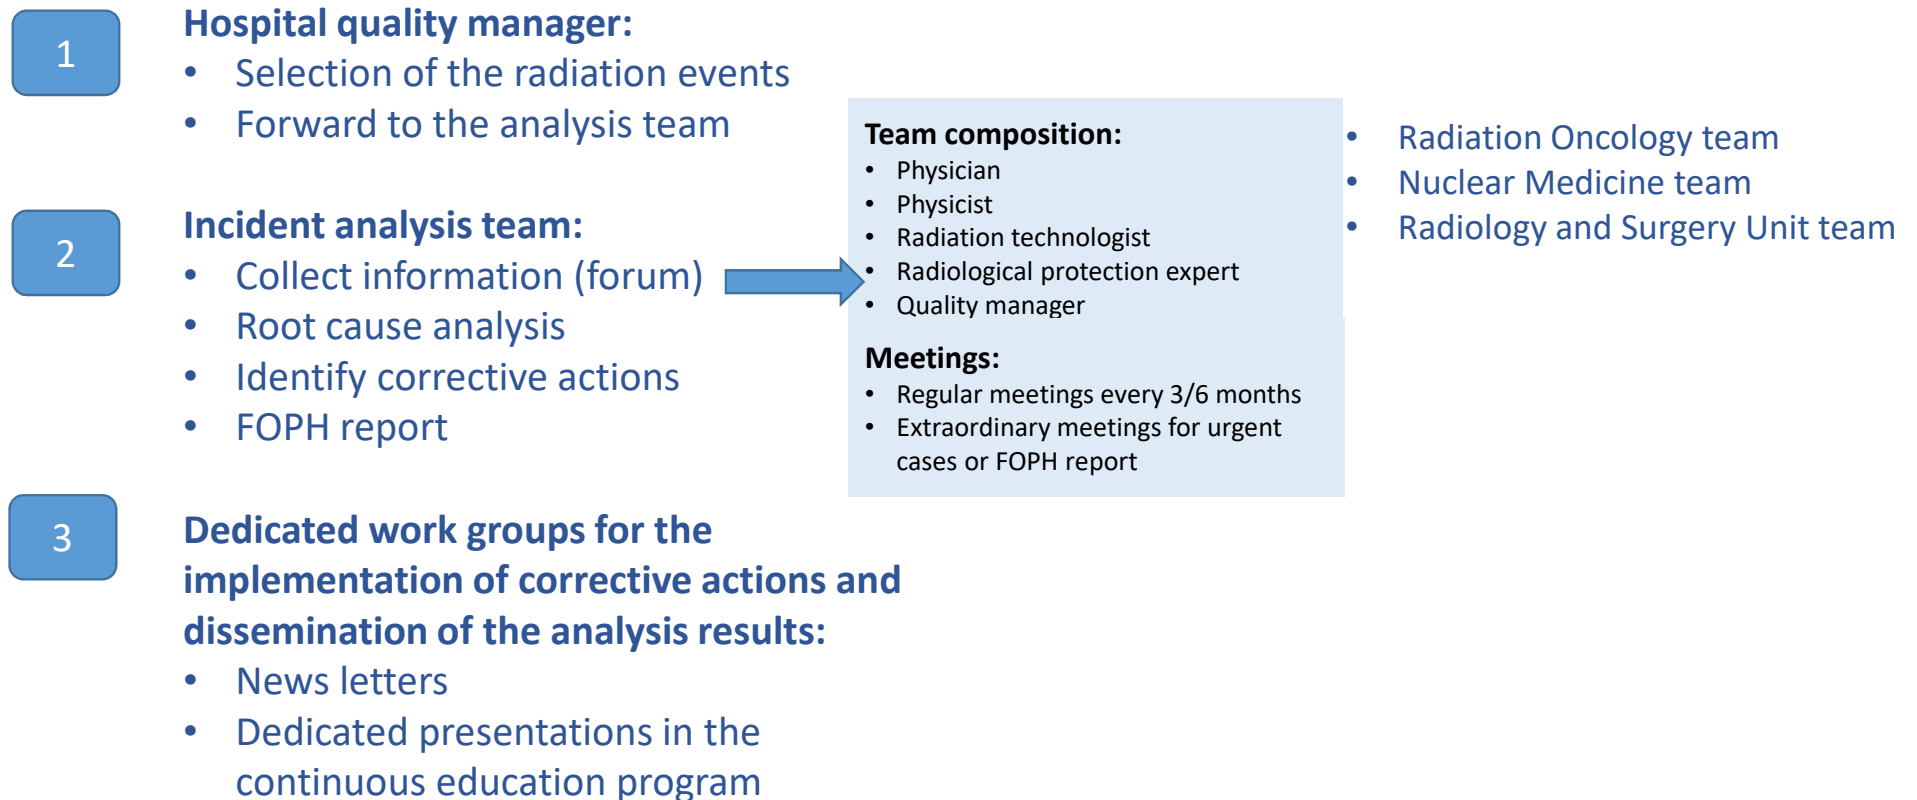 1
Hospital quality manager:
• Selection of the radiation events
• Forward to the analysis team
2
Incident analysis team:
• Collect information (forum)
• Root cause analysis
• Identify corrective actions
• FOPH report
Team composition:
• Physician
• Physicist
• Radiation technologist
• Radiological protection expert
• Quality manager
Meetings:
• Regular meetings every 3/6 months
• Extraordinary meetings for urgent
cases or FOPH report
• Radiation Oncology team
• Nuclear Medicine team
• Radiology and Surgery Unit team
3
Dedicated work groups for the
implementation of corrective actions and
dissemination of the analysis results:
• News letters
• Dedicated presentations in the
continuous education program